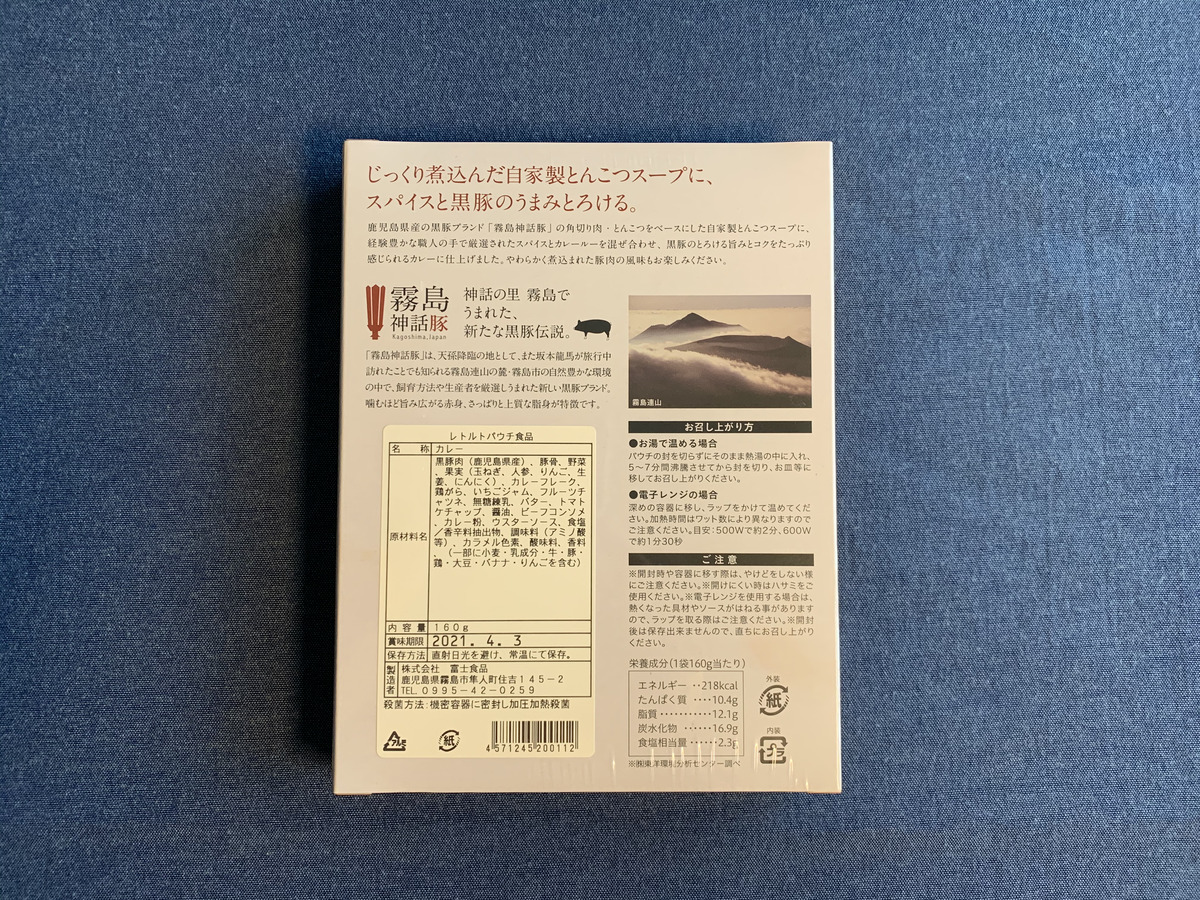 じっくり煮込んだ自家製とんこつスープに、
スパイスと黒豚のうまみとろける。
鹿児島県産の黒豚ブランド「霧島神話豚」の角切り肉・とんこつをベースにした自家製とんこつスープに、
経験豊かな職人の手で厳選されたスパイスとカレールーを混ぜ合わせ、黒豚のとろける旨みとコクをたっぷり
感じられるカレーに仕上げました。やわらかく煮込まれた豚肉の風味もお楽しみください。
霧島
神話豚
Kagoshima,Japan
神話の里 霧島で
うまれた、
新たな黒豚伝説。
「霧島神話豚」は、天孫降臨の地として、また坂本龍馬が旅行中
訪れたことでも知られる霧島連山の麓・霧島市の自然豊かな環境
の中で、飼育方法や生産者を厳選しうまれた新しい黒豚ブランド。
噛むほど旨み広がる赤身、さっぱりと上質な脂身が特徴です。
霧島連山
レトルトパウチ食品
名 称 カレー
原材料名
黒豚肉（鹿児島県産）、豚骨、野菜
・果実（玉ねぎ、人参、りんご、生
姜、にんにく）、カレーフレーク、
鶏がら、いちごジャム、フルーツチ
ャツネ、無糖練乳、バター、トマト
ケチャップ、醤油、ビーフコンソメ
、カレー粉、ウスターソース、食塩
／香辛料抽出物、調味料（アミノ酸
等）、カラメル色素、酸味料、香料
、（一部に小麦・乳成分・牛・豚・
鶏・大豆・バナナ・りんごを含む）
内容量 160g
賞味期限 2021. 4. 3
保存方法 直射日光を避け、常温にて保存。
製造者
株式会社 富士食品
鹿児島県霧島市隼人町住吉145-2
TEL.0995-42-0259
殺菌方法:機密容器に密封し加圧加熱殺菌
アルミ
紙
4571245200112
お召し上がり方
●お湯で温める場合
パウチの封を切らずにそのまま熱湯の中に入れ、
5〜7分間沸騰させてから封を切り、お皿等に
移してお召し上がりください。
●電子レンジの場合
深めの容器に移し、ラップをかけて温めてくだ
さい。加熱時間はワット数により異なりますので
ご注意ください。目安：500Wで約2分、600W
で約1分30秒
ご注意
※開封時や容器に移す際は、やけどをしない様
にご注意ください。※開けにくい時はハサミをご
使用ください。※電子レンジを使用する場合は、
熱くなった具材やソースがはねる事があります
ので、ラップを取る際はご注意ください。※開封
後は保存出来ませんので、直ちにお召し上がり
ください。
栄養成分（1袋160g当たり）
エネルギー‥218kcal
たんぱく質‥‥10.4g
脂質‥‥‥‥‥12.1g
炭水化物‥‥‥16.9g
食塩相当量‥‥‥2.3g
※㈱東洋環境分析センター調べ
外装
紙
内装
プラ